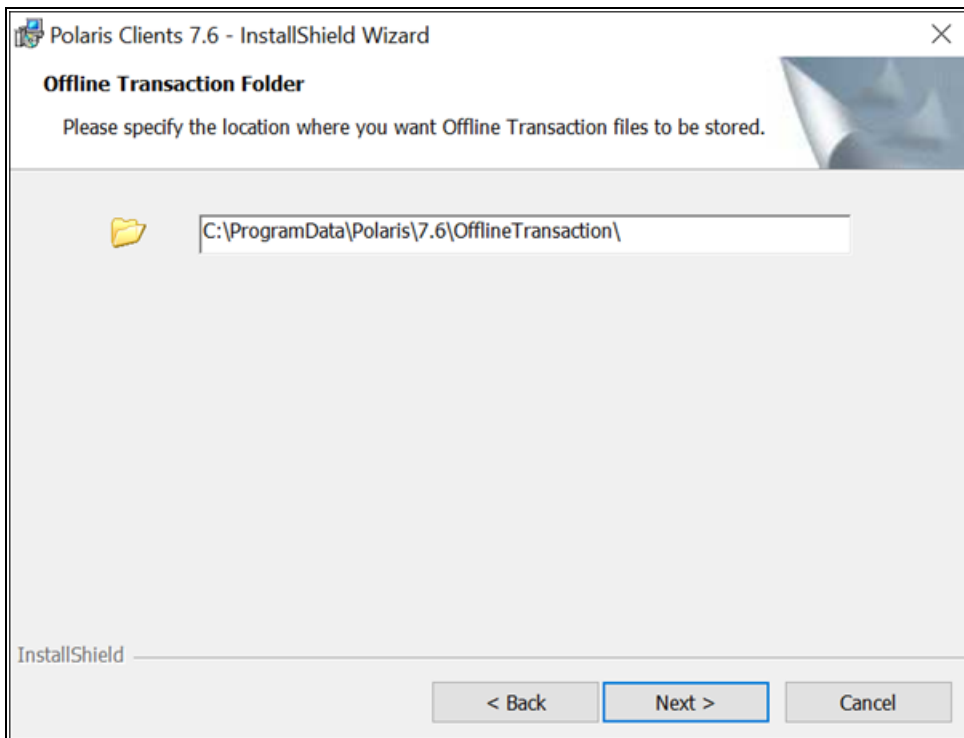 Polaris Clients 7.6 - InstallShield Wizard
Offline Transaction Folder
Please specify the location where you want Offline Transaction files to be stored.
C:\ProgramData\Polaris\7.6\OfflineTransaction\
InstallShield
< Back Next > Cancel